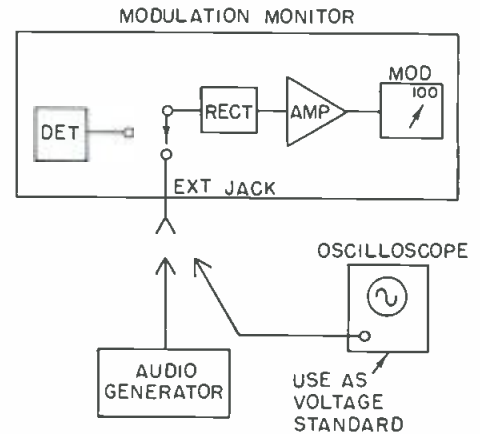 MODULATION MONITOR
DET
RECT
AMP
MOD
100
EXT JACK
OSCILLOSCOPE
AUDIO
GENERATOR
USE AS
VOLTAGE
STANDARD